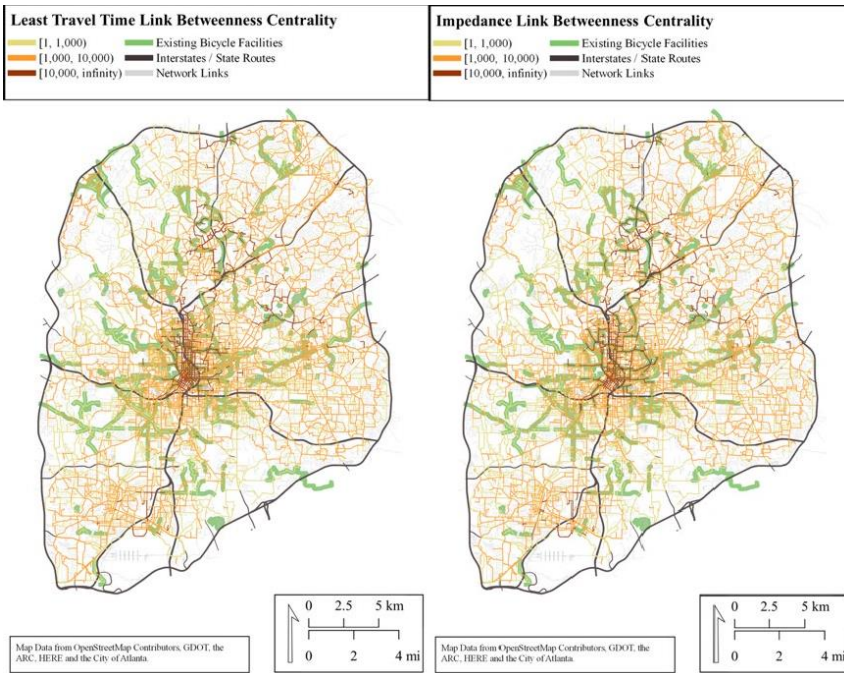 Least Travel Time Link Betweenness Centrality
[1, 1,000) Existing Bicycle Facilities
[1,000, 10,000) Interstates / State Routes
[10,000, infinity) Network Links
0 2.5 5 km
0 2 4 mi
Map Data from OpenStreetMap Contributors, GDOT, the
ARC, HERE and the City of Atlanta.
Impedance Link Betweenness Centrality
[1, 1,000) Existing Bicycle Facilities
[1,000, 10,000) Interstates / State Routes
[10,000, infinity) Network Links
0 2.5 5 km
0 2 4 mi
Map Data from OpenStreetMap Contributors, GDOT, the
ARC, HERE and the City of Atlanta.